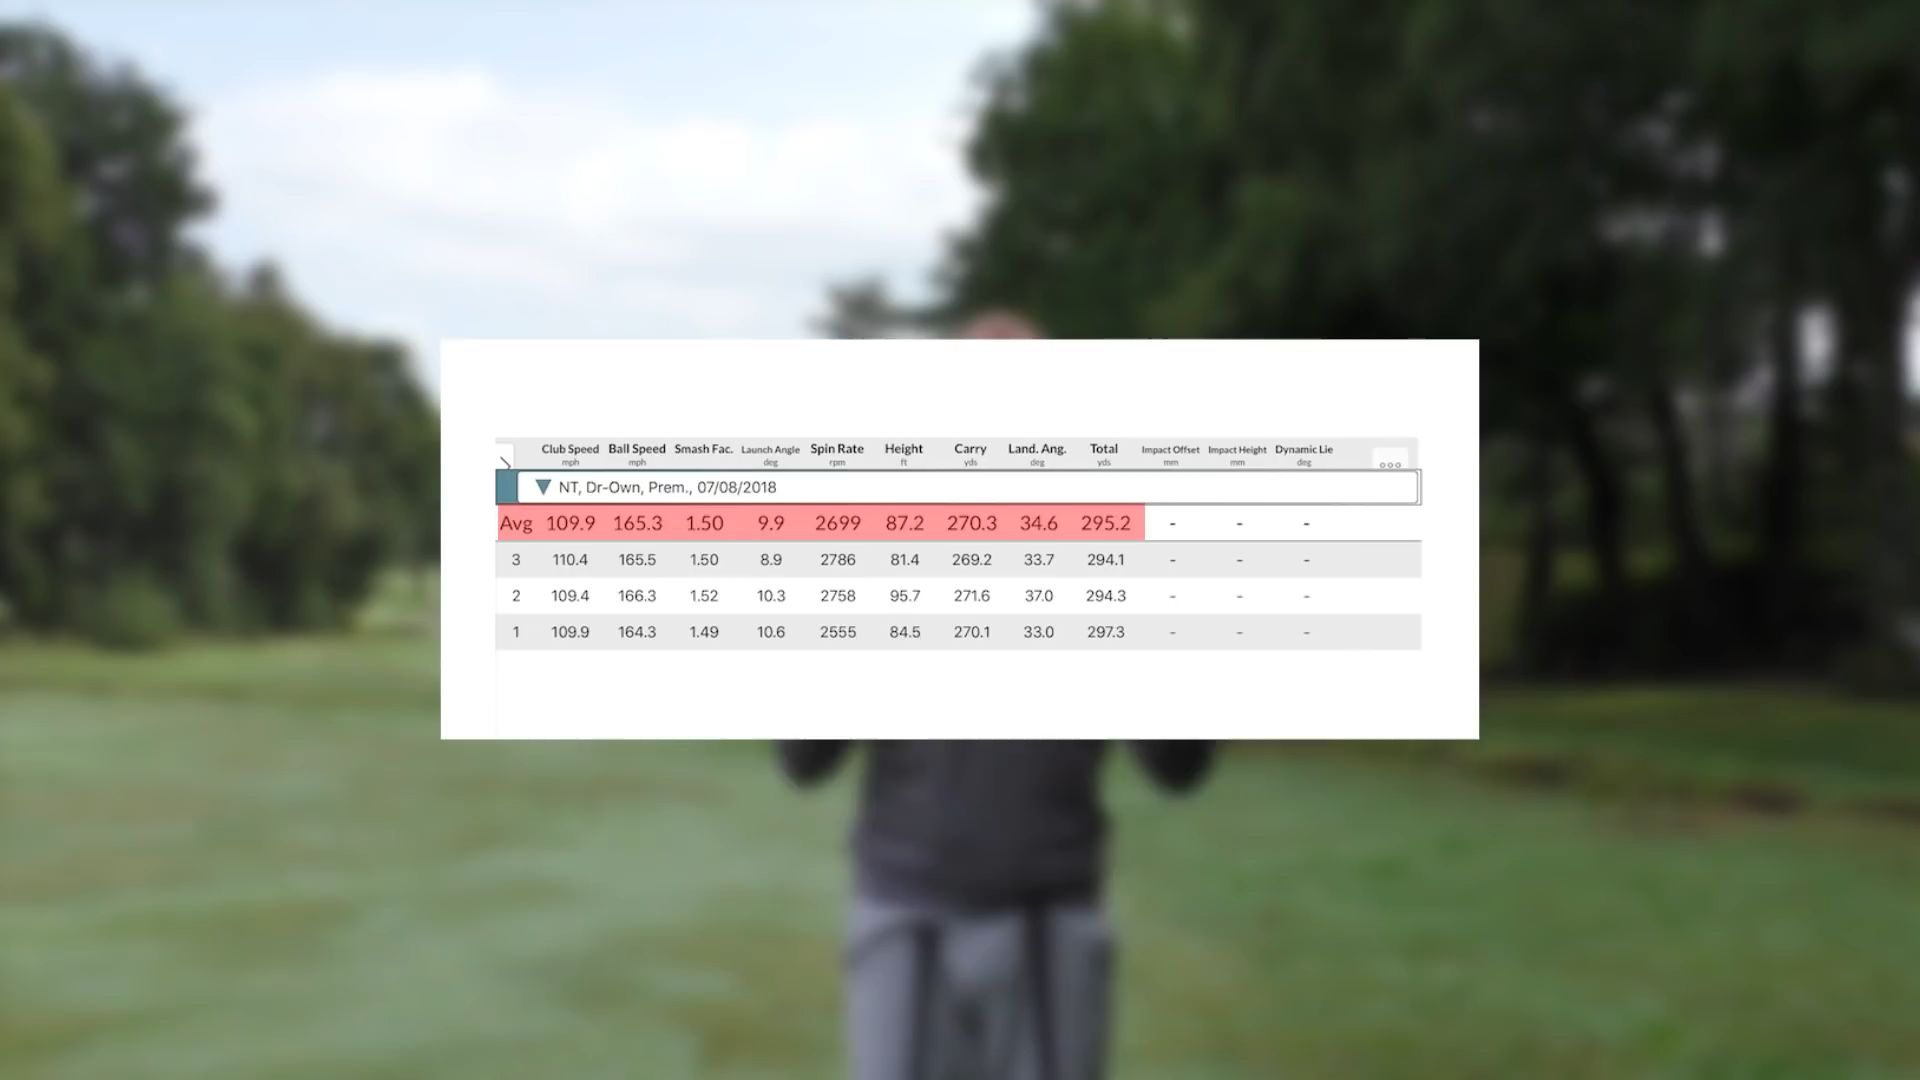 Club Speed Ball Speed Smash Fac. Launch Angle Spin Rate Height Carry Land. Ang. Total Impact Offset Impact Height Dynamic Lie
mph mph deg rpm ft yds deg yds mm mm deg
NT, Dr-Own, Prem., 07/08/2018
Avg 109.9 165.3 1.50 9.9 2699 87.2 270.3 34.6 295.2 - - -
3 110.4 165.5 1.50 8.9 2786 81.4 269.2 33.7 294.1 - - -
2 109.4 166.3 1.52 10.3 2758 95.7 271.6 37.0 294.3 - - -
1 109.9 164.3 1.49 10.6 2555 84.5 270.1 33.0 297.3 - - -